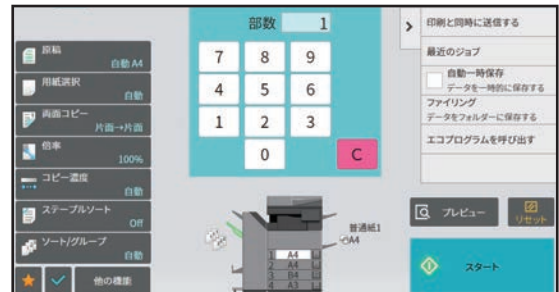 部数 1
原稿
自動 A4
用紙選択
自動
両面コピー
片面→片面
倍率
100%
コピー濃度
自動
ステープルソート
Off
ソート/グループ
自動
他の機能
7 8 9
4 5 6
1 2 3
0 C
普通紙1
A4
1 A4
2 A4
3 B4
4 A3
印刷と同時に送信する
最近のジョブ
自動一時保存
データを一時的に保存する
ファイリング
データをフォルダーに保存する
エコプログラムを呼び出す
プレビュー
リセット
スタート